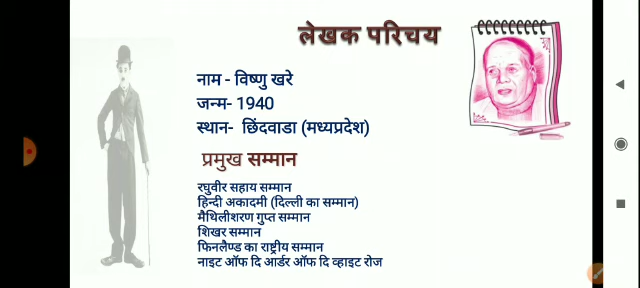 लेखक परिचय
नाम - विष्णु खरे
जन्म- 1940
स्थान- छिंदवाडा (मध्यप्रदेश)
प्रमुख सम्मान
रघुवीर सहाय सम्मान
हिन्दी अकादमी (दिल्ली का सम्मान)
मैथिलीशरण गुप्त सम्मान
शिखर सम्मान
फिनलैण्ड का राष्ट्रीय सम्मान
नाइट ऑफ दि आर्डर ऑफ दि व्हाइट रोज